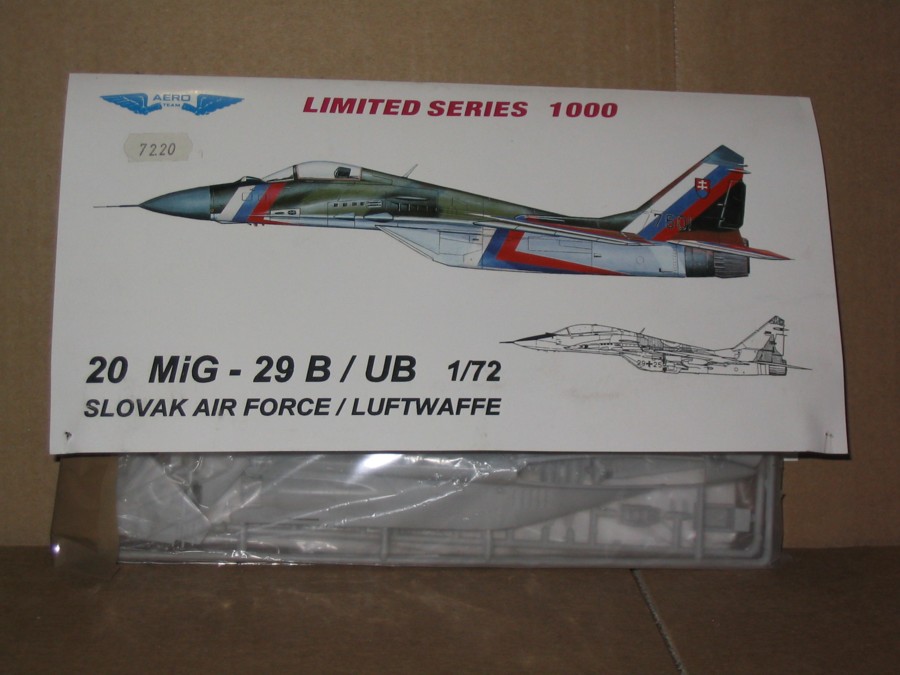 AERO
TEAM
LIMITED SERIES 1000
7220
20 MiG - 29 B / UB 1/72
SLOVAK AIR FORCE / LUFTWAFFE